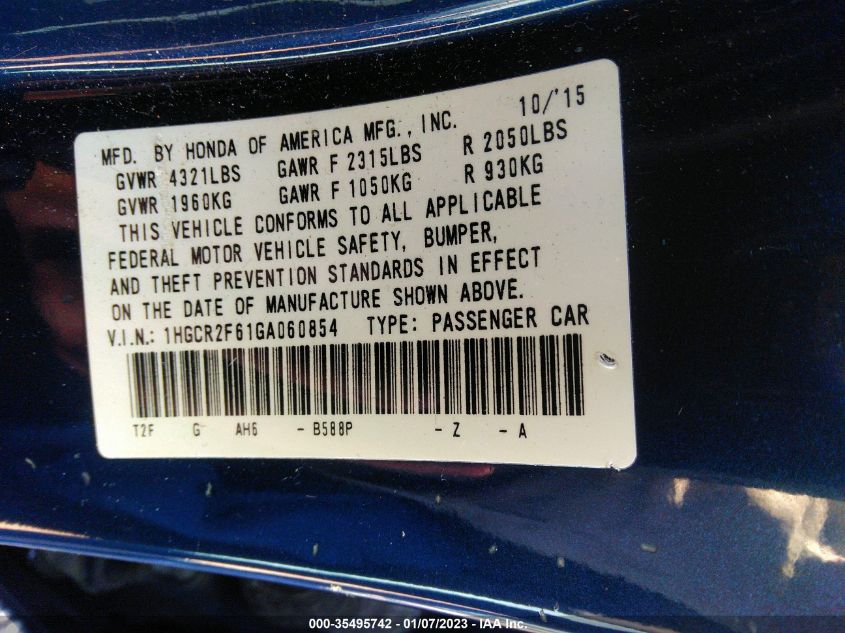 10/'15
MFD. BY HONDA OF AMERICA MFG., INC.
GVWR 4321LBS GAWR F 2315LBS R 2050LBS
GVWR 1960KG GAWR F 1050KG R 930KG
THIS VEHICLE CONFORMS TO ALL APPLICABLE
FEDERAL MOTOR VEHICLE SAFETY, BUMPER,
AND THEFT PREVENTION STANDARDS IN EFFECT
ON THE DATE OF MANUFACTURE SHOWN ABOVE.
V.I.N.: 1HGCR2F61GA060854 TYPE: PASSENGER CAR
T2F G AH6 - B588P - Z - A
000-35495742 - 01/07/2023 - IAA Inc.